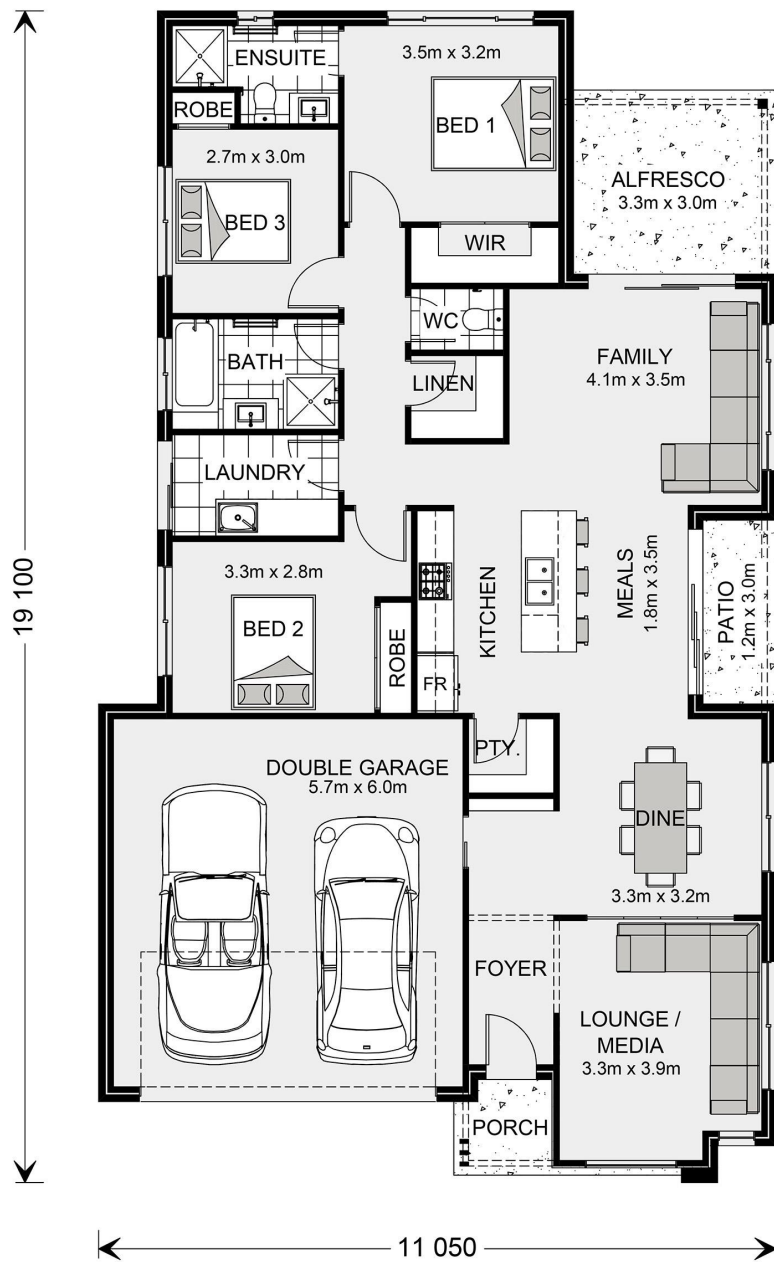 ENSUITE
3.5m x 3.2m
ROBE
BED 1
2.7m x 3.0m
ALFRESCO
3.3m x 3.0m
BED 3
WIR
WC
BATH
FAMILY
4.1m x 3.5m
LINEN
LAUNDRY
19 100
3.3m x 2.8m
KITCHEN
MEALS
1.8m x 3.5m
PATIO
1.2m x 3.0m
BED 2
ROBE
FR
PTY.
DOUBLE GARAGE
5.7m x 6.0m
DINE
3.3m x 3.2m
FOYER
LOUNGE /
MEDIA
3.3m x 3.9m
PORCH
11 050